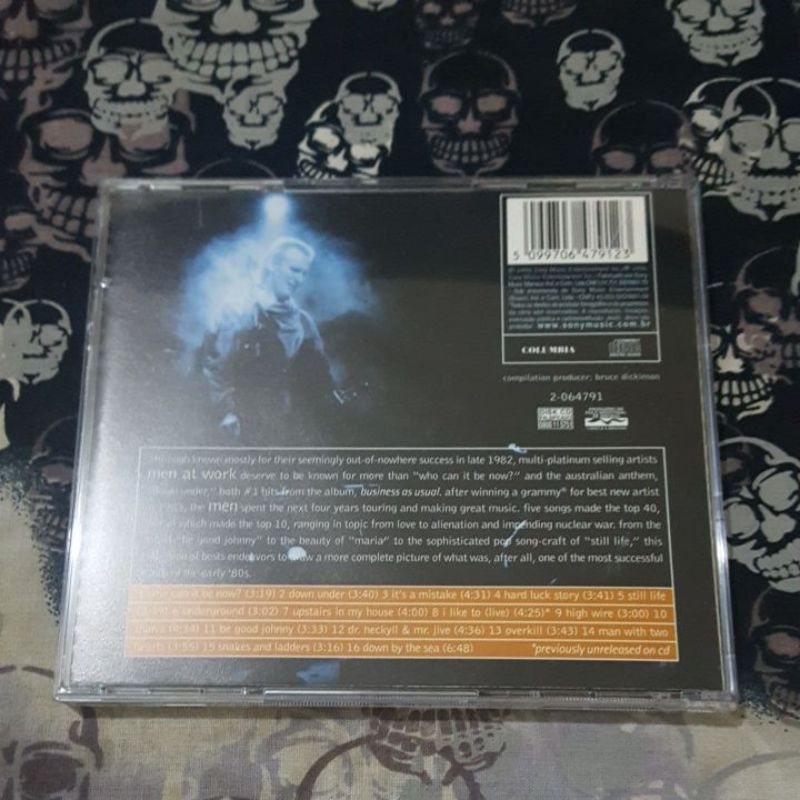 5 099706 479123
www.sonymusic.com.br
COLUMBIA
compilation producer: bruce dickinson
2-064791
known mostly for their seemingly out-of-nowhere success in late 1982, multi-platinum selling artists
men at work deserve to be known for more than "who can it be now?" and the australian anthem,
under," both #1 hits from the album, business as usual. after winning a grammy® for best new artist
the men spent the next four years touring and making great music. five songs made the top 40,
of which made the top 10, ranging in topic from love to alienation and impending nuclear war. from the
"be good johnny" to the beauty of "maria" to the sophisticated pop song-craft of "still life," this
of bests endeavors to draw a more complete picture of what was, after all, one of the most successful
of the early '80s.
can it be now? (3:19) 2 down under (3:40) 3 it's a mistake (4:31) 4 hard luck story (3:41) 5 still life
6 underground (3:02) 7 upstairs in my house (4:00) 8 i like to (live) (4:25)* 9 high wire (3:00) 10
11 be good johnny (3:33) 12 dr. heckyll & mr. jive (4:36) 13 overkill (3:43) 14 man with two
hearts (3:55) 15 snakes and ladders (3:16) 16 down by the sea (6:48) *previously unreleased on cd